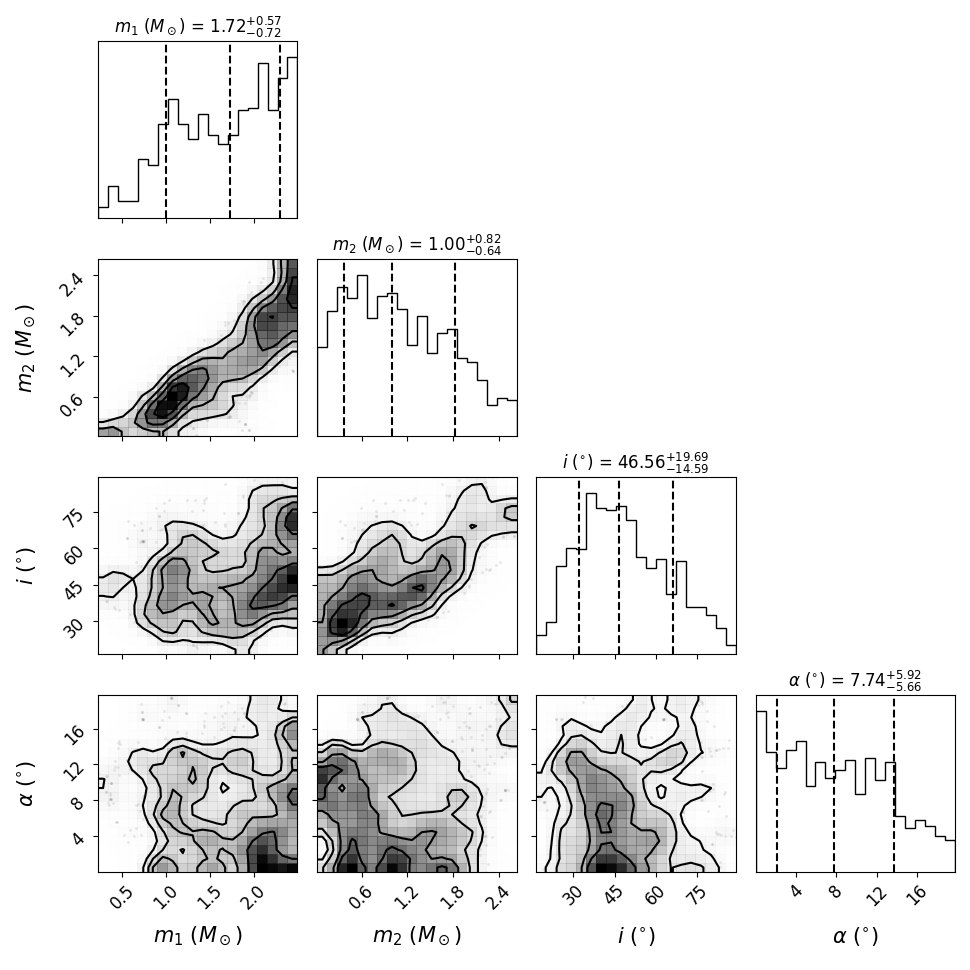 m₁ (M⊙) = 1.72 +0.57 −0.72
m₂ (M⊙) = 1.00 +0.82 −0.64
2.4
1.8
1.2
0.6
m₂ (M⊙)
i (°) = 46.56 +19.69 −14.59
75
60
45
30
i (°)
α (°) = 7.74 +5.92 −5.66
16
12
8
4
α (°)
0.5 1.0 1.5 2.0
0.6 1.2 1.8 2.4
30 45 60 75
4 8 12 16
m₁ (M⊙)
m₂ (M⊙)
i (°)
α (°)